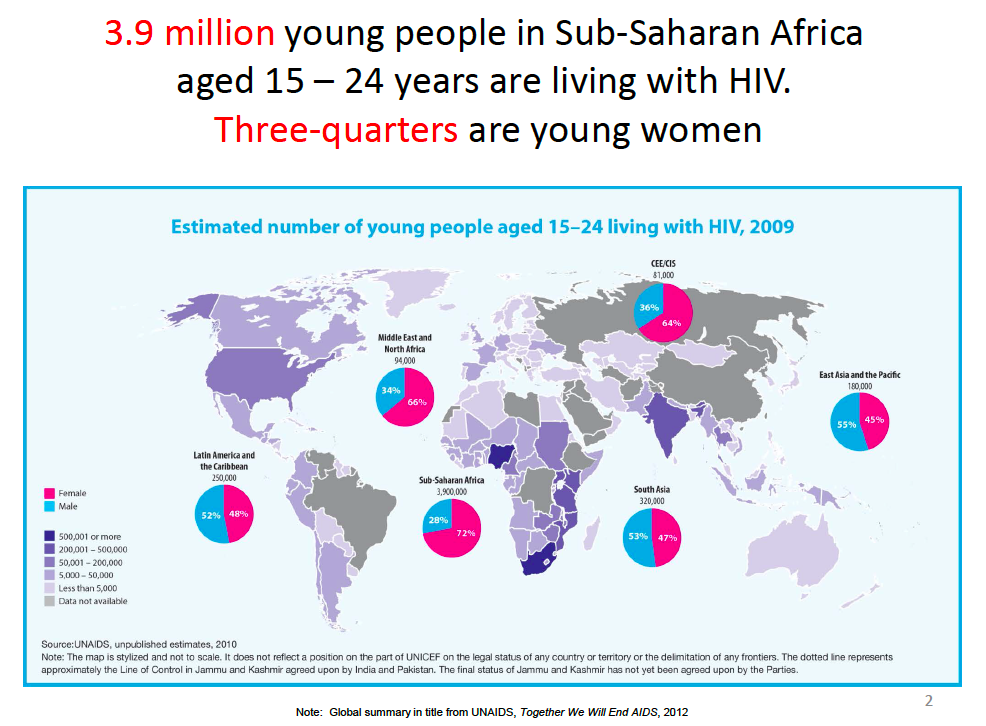 3.9 million young people in Sub-Saharan Africa
aged 15 – 24 years are living with HIV.
Three-quarters are young women
Estimated number of young people aged 15–24 living with HIV, 2009
CEE/CIS
81,000
36%
64%
Middle East and
North Africa
94,000
34%
66%
East Asia and the Pacific
180,000
55%
45%
Latin America and
the Caribbean
250,000
52%
48%
Sub-Saharan Africa
3,900,000
28%
72%
South Asia
320,000
53%
47%
Female
Male
500,001 or more
200,001 – 500,000
50,001 – 200,000
5,000 – 50,000
Less than 5,000
Data not available
Source:UNAIDS, unpublished estimates, 2010
Note: The map is stylized and not to scale. It does not reflect a position on the part of UNICEF on the legal status of any country or territory or the delimitation of any frontiers. The dotted line represents
approximately the Line of Control in Jammu and Kashmir agreed upon by India and Pakistan. The final status of Jammu and Kashmir has not yet been agreed upon by the Parties.
2
Note: Global summary in title from UNAIDS, Together We Will End AIDS, 2012